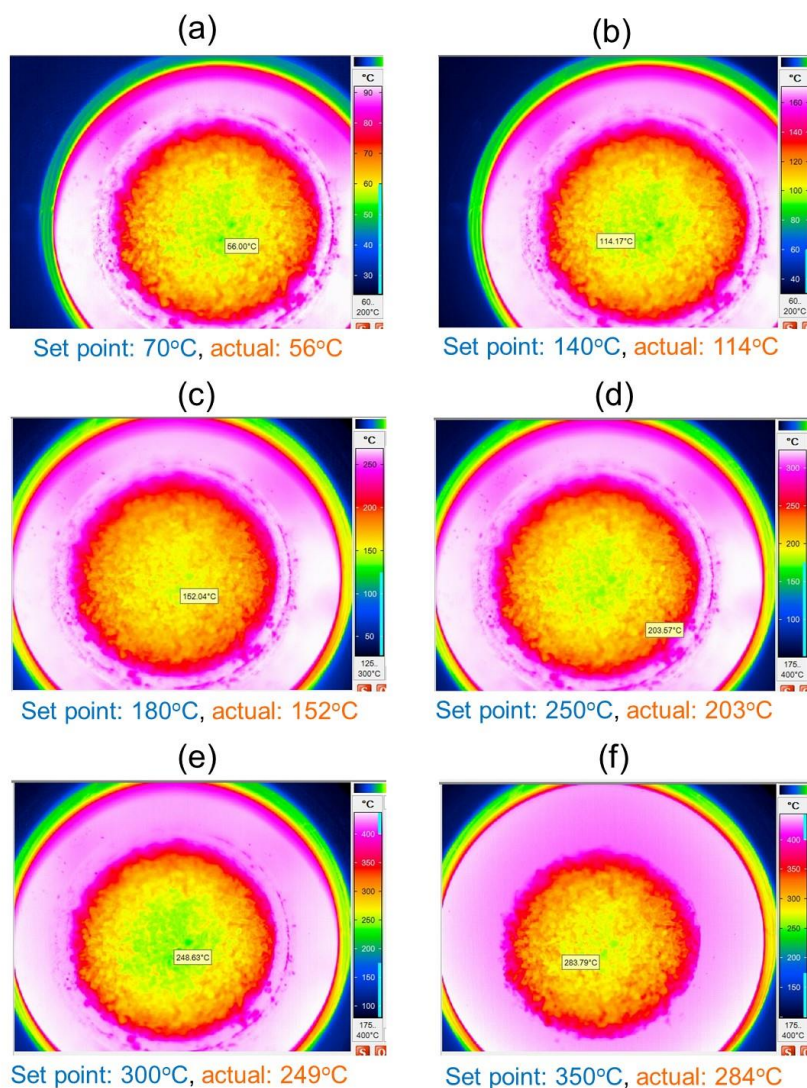 (a)
°C
90
80
70
60
50
40
30
56.00°C
60..
200°C
Set point: 70°C, actual: 56°C
(b)
°C
160
140
120
100
80
60
40
114.17°C
60..
200°C
Set point: 140°C, actual: 114°C
(c)
°C
250
200
150
100
50
152.04°C
125..
300°C
Set point: 180°C, actual: 152°C
(d)
°C
300
250
200
150
100
203.57°C
175..
400°C
Set point: 250°C, actual: 203°C
(e)
°C
400
350
300
250
200
150
100
248.63°C
175..
400°C
S
Set point: 300°C, actual: 249°C
(f)
°C
400
350
300
250
200
150
283.79°C
175..
400°C
S
Set point: 350°C, actual: 284°C